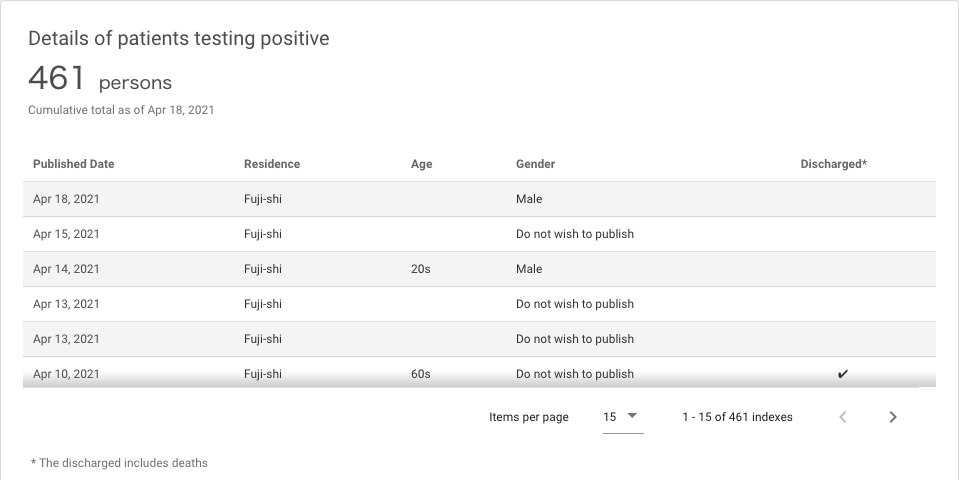 Details of patients testing positive
461 persons
Cumulative total as of Apr 18, 2021
Published Date Residence Age Gender Discharged*
Apr 18, 2021 Fuji-shi Male
Apr 15, 2021 Fuji-shi Do not wish to publish
Apr 14, 2021 Fuji-shi 20s Male
Apr 13, 2021 Fuji-shi Do not wish to publish
Apr 13, 2021 Fuji-shi Do not wish to publish
Apr 10, 2021 Fuji-shi 60s Do not wish to publish ✔
Items per page 15 1 - 15 of 461 indexes
* The discharged includes deaths